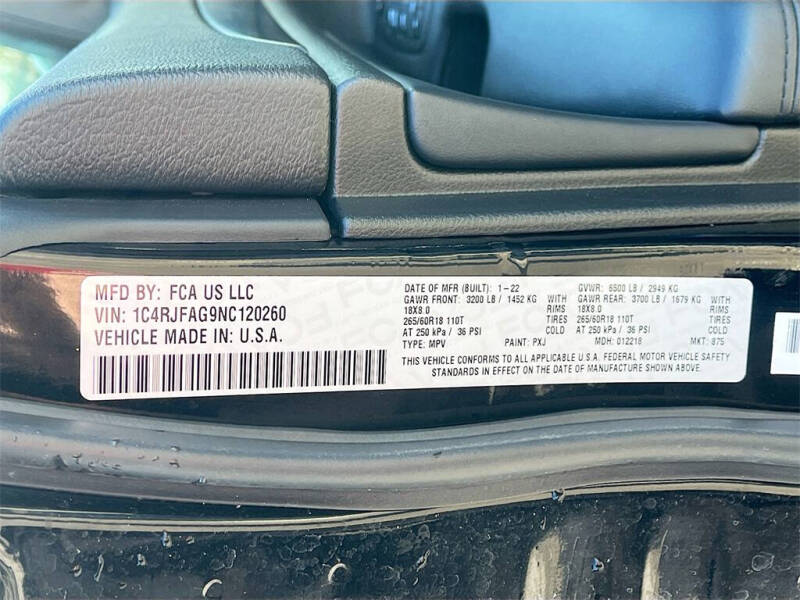 MFD BY: FCA US LLC
VIN: 1C4RJFAG9NC120260
VEHICLE MADE IN: U.S.A.
DATE OF MFR (BUILT): 1-22 GVWR: 6500 LB / 2949 KG
GAWR FRONT: 3200 LB / 1452 KG WITH GAWR REAR: 3700 LB / 1679 KG WITH
18X8.0 RIMS 18X8.0 RIMS
265/60R18 110T TIRES 265/60R18 110T TIRES
AT 250 kPa / 36 PSI COLD AT 250 kPa / 36 PSI COLD
TYPE: MPV PAINT: PXJ MDH: 012218 MKT: 875
THIS VEHICLE CONFORMS TO ALL APPLICABLE U.S.A. FEDERAL MOTOR VEHICLE SAFETY
STANDARDS IN EFFECT ON THE DATE OF MANUFACTURE SHOWN ABOVE.